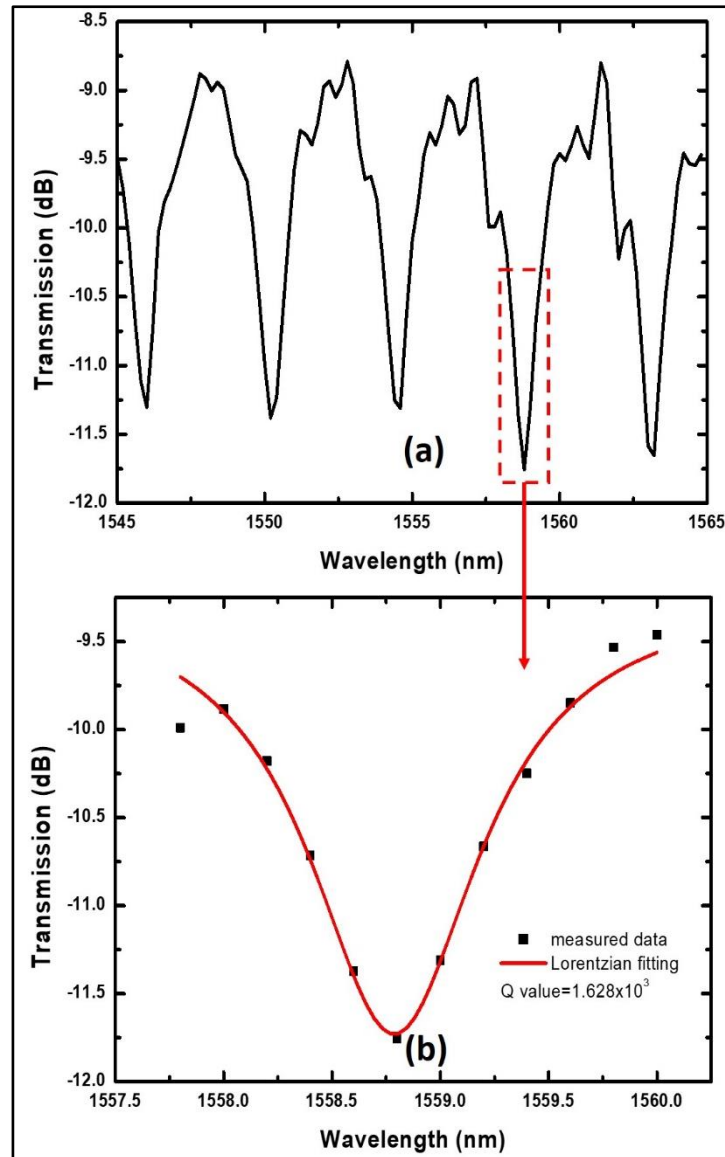 -8.5
-9.0
-9.5
-10.0
-10.5
-11.0
-11.5
-12.0
Transmission (dB)
(a)
1545 1550 1555 1560 1565
Wavelength (nm)
-9.5
-10.0
-10.5
-11.0
-11.5
-12.0
Transmission (dB)
measured data
Lorentzian fitting
Q value=1.628x10³
(b)
1557.5 1558.0 1558.5 1559.0 1559.5 1560.0
Wavelength (nm)